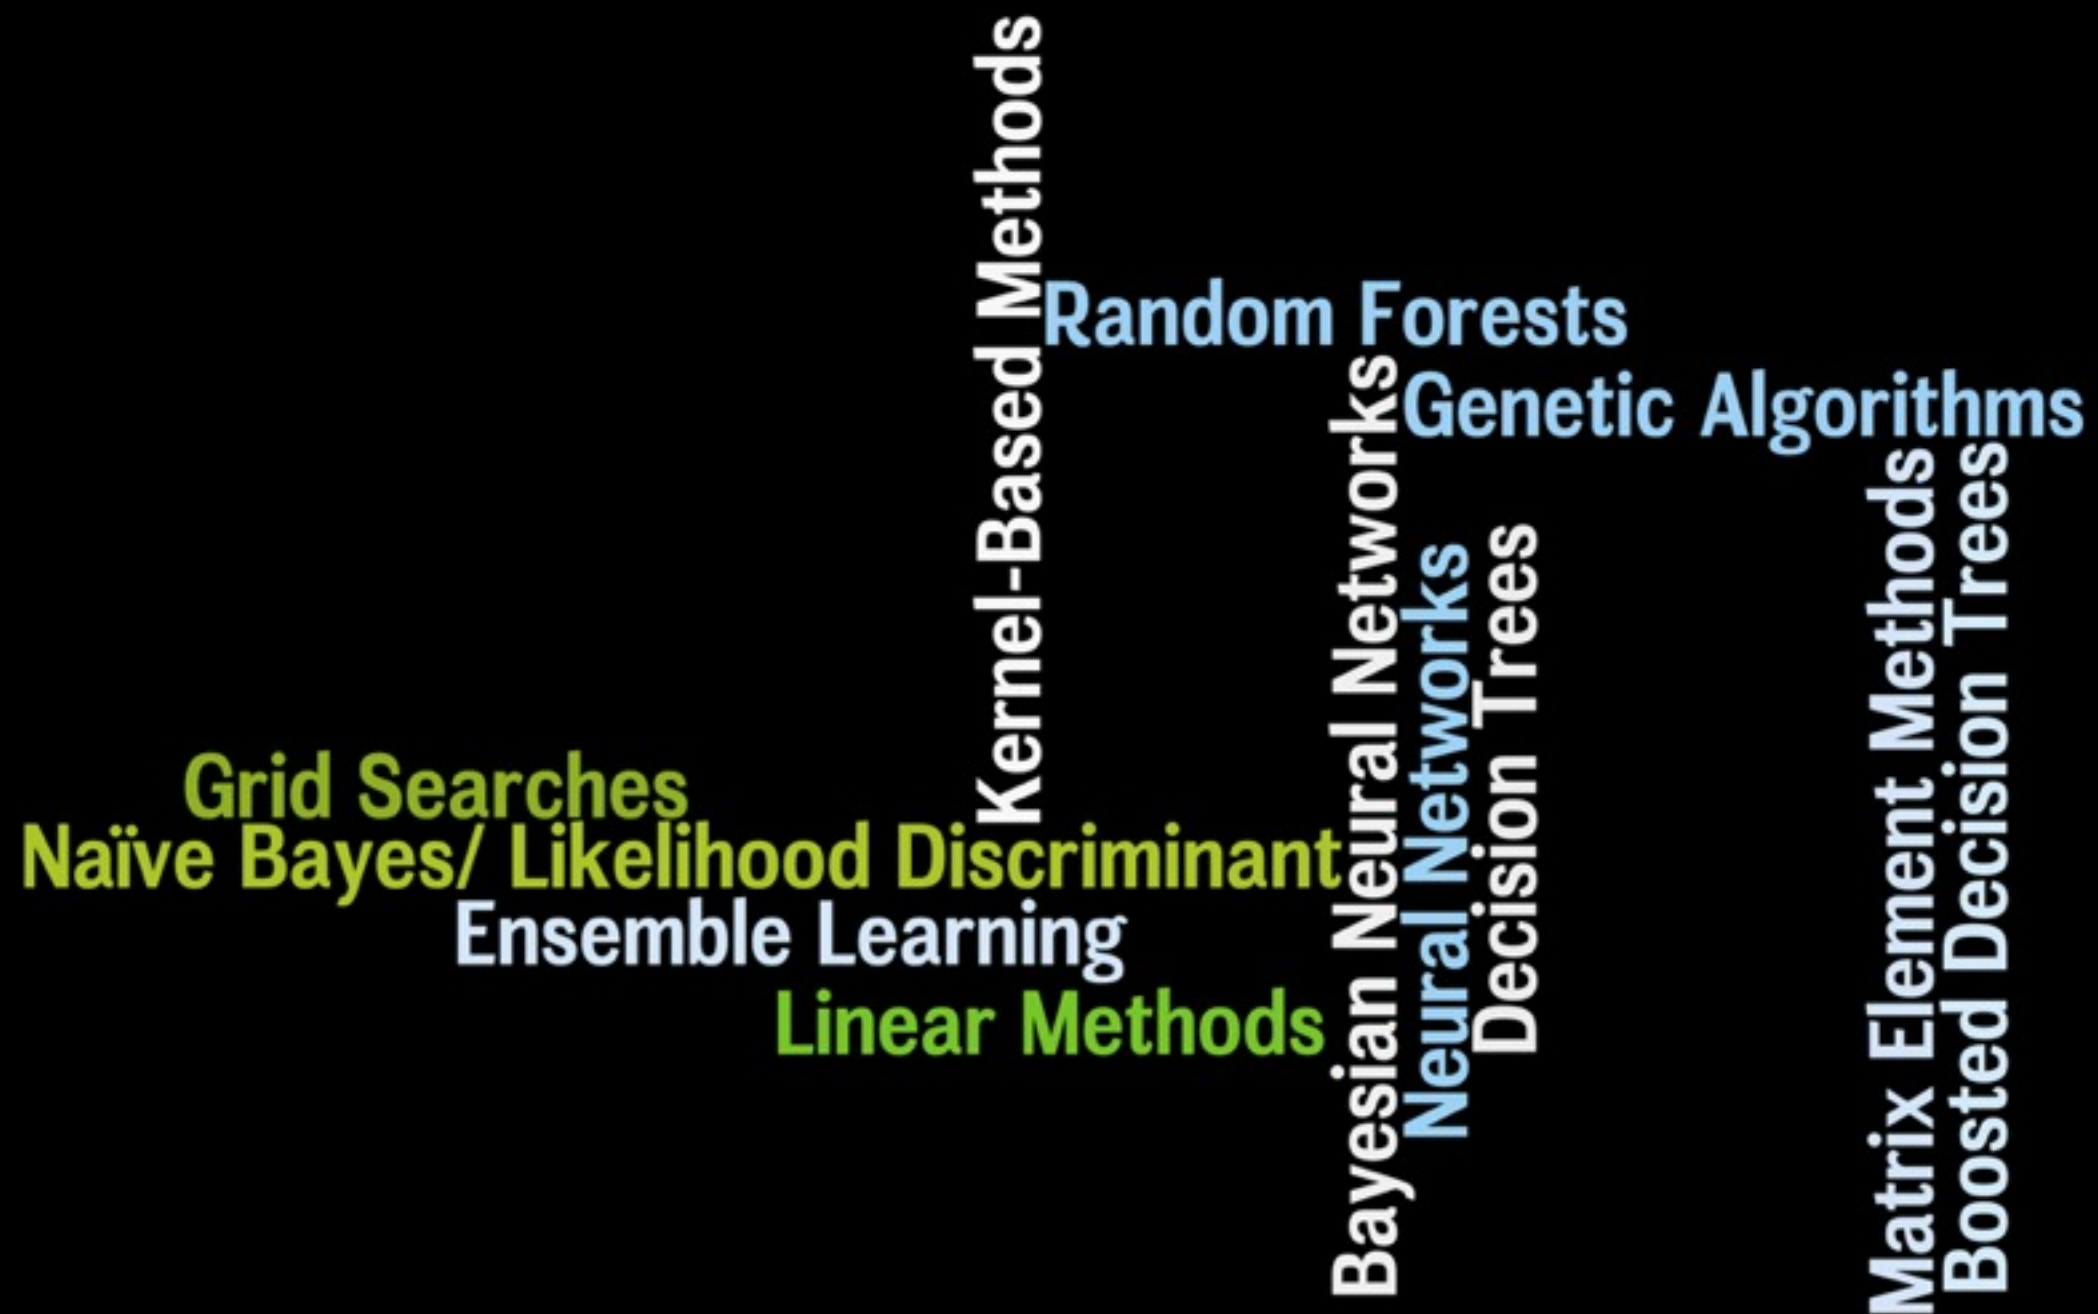 Kernel-Based Methods
Random Forests
Genetic Algorithms
Bayesian Neural Networks
Neural Networks
Decision Trees
Matrix Element Methods
Boosted Decision Trees
Grid Searches
Naïve Bayes/ Likelihood Discriminant
Ensemble Learning
Linear Methods